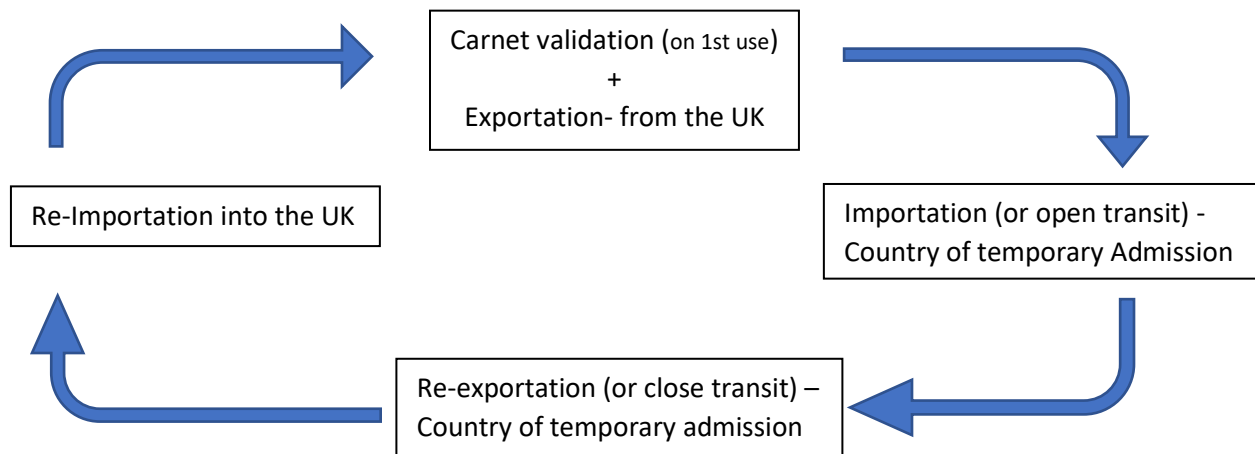 Carnet validation (on 1st use)
+
Exportation- from the UK
Re-Importation into the UK
Importation (or open transit) -
Country of temporary Admission
Re-exportation (or close transit) –
Country of temporary admission